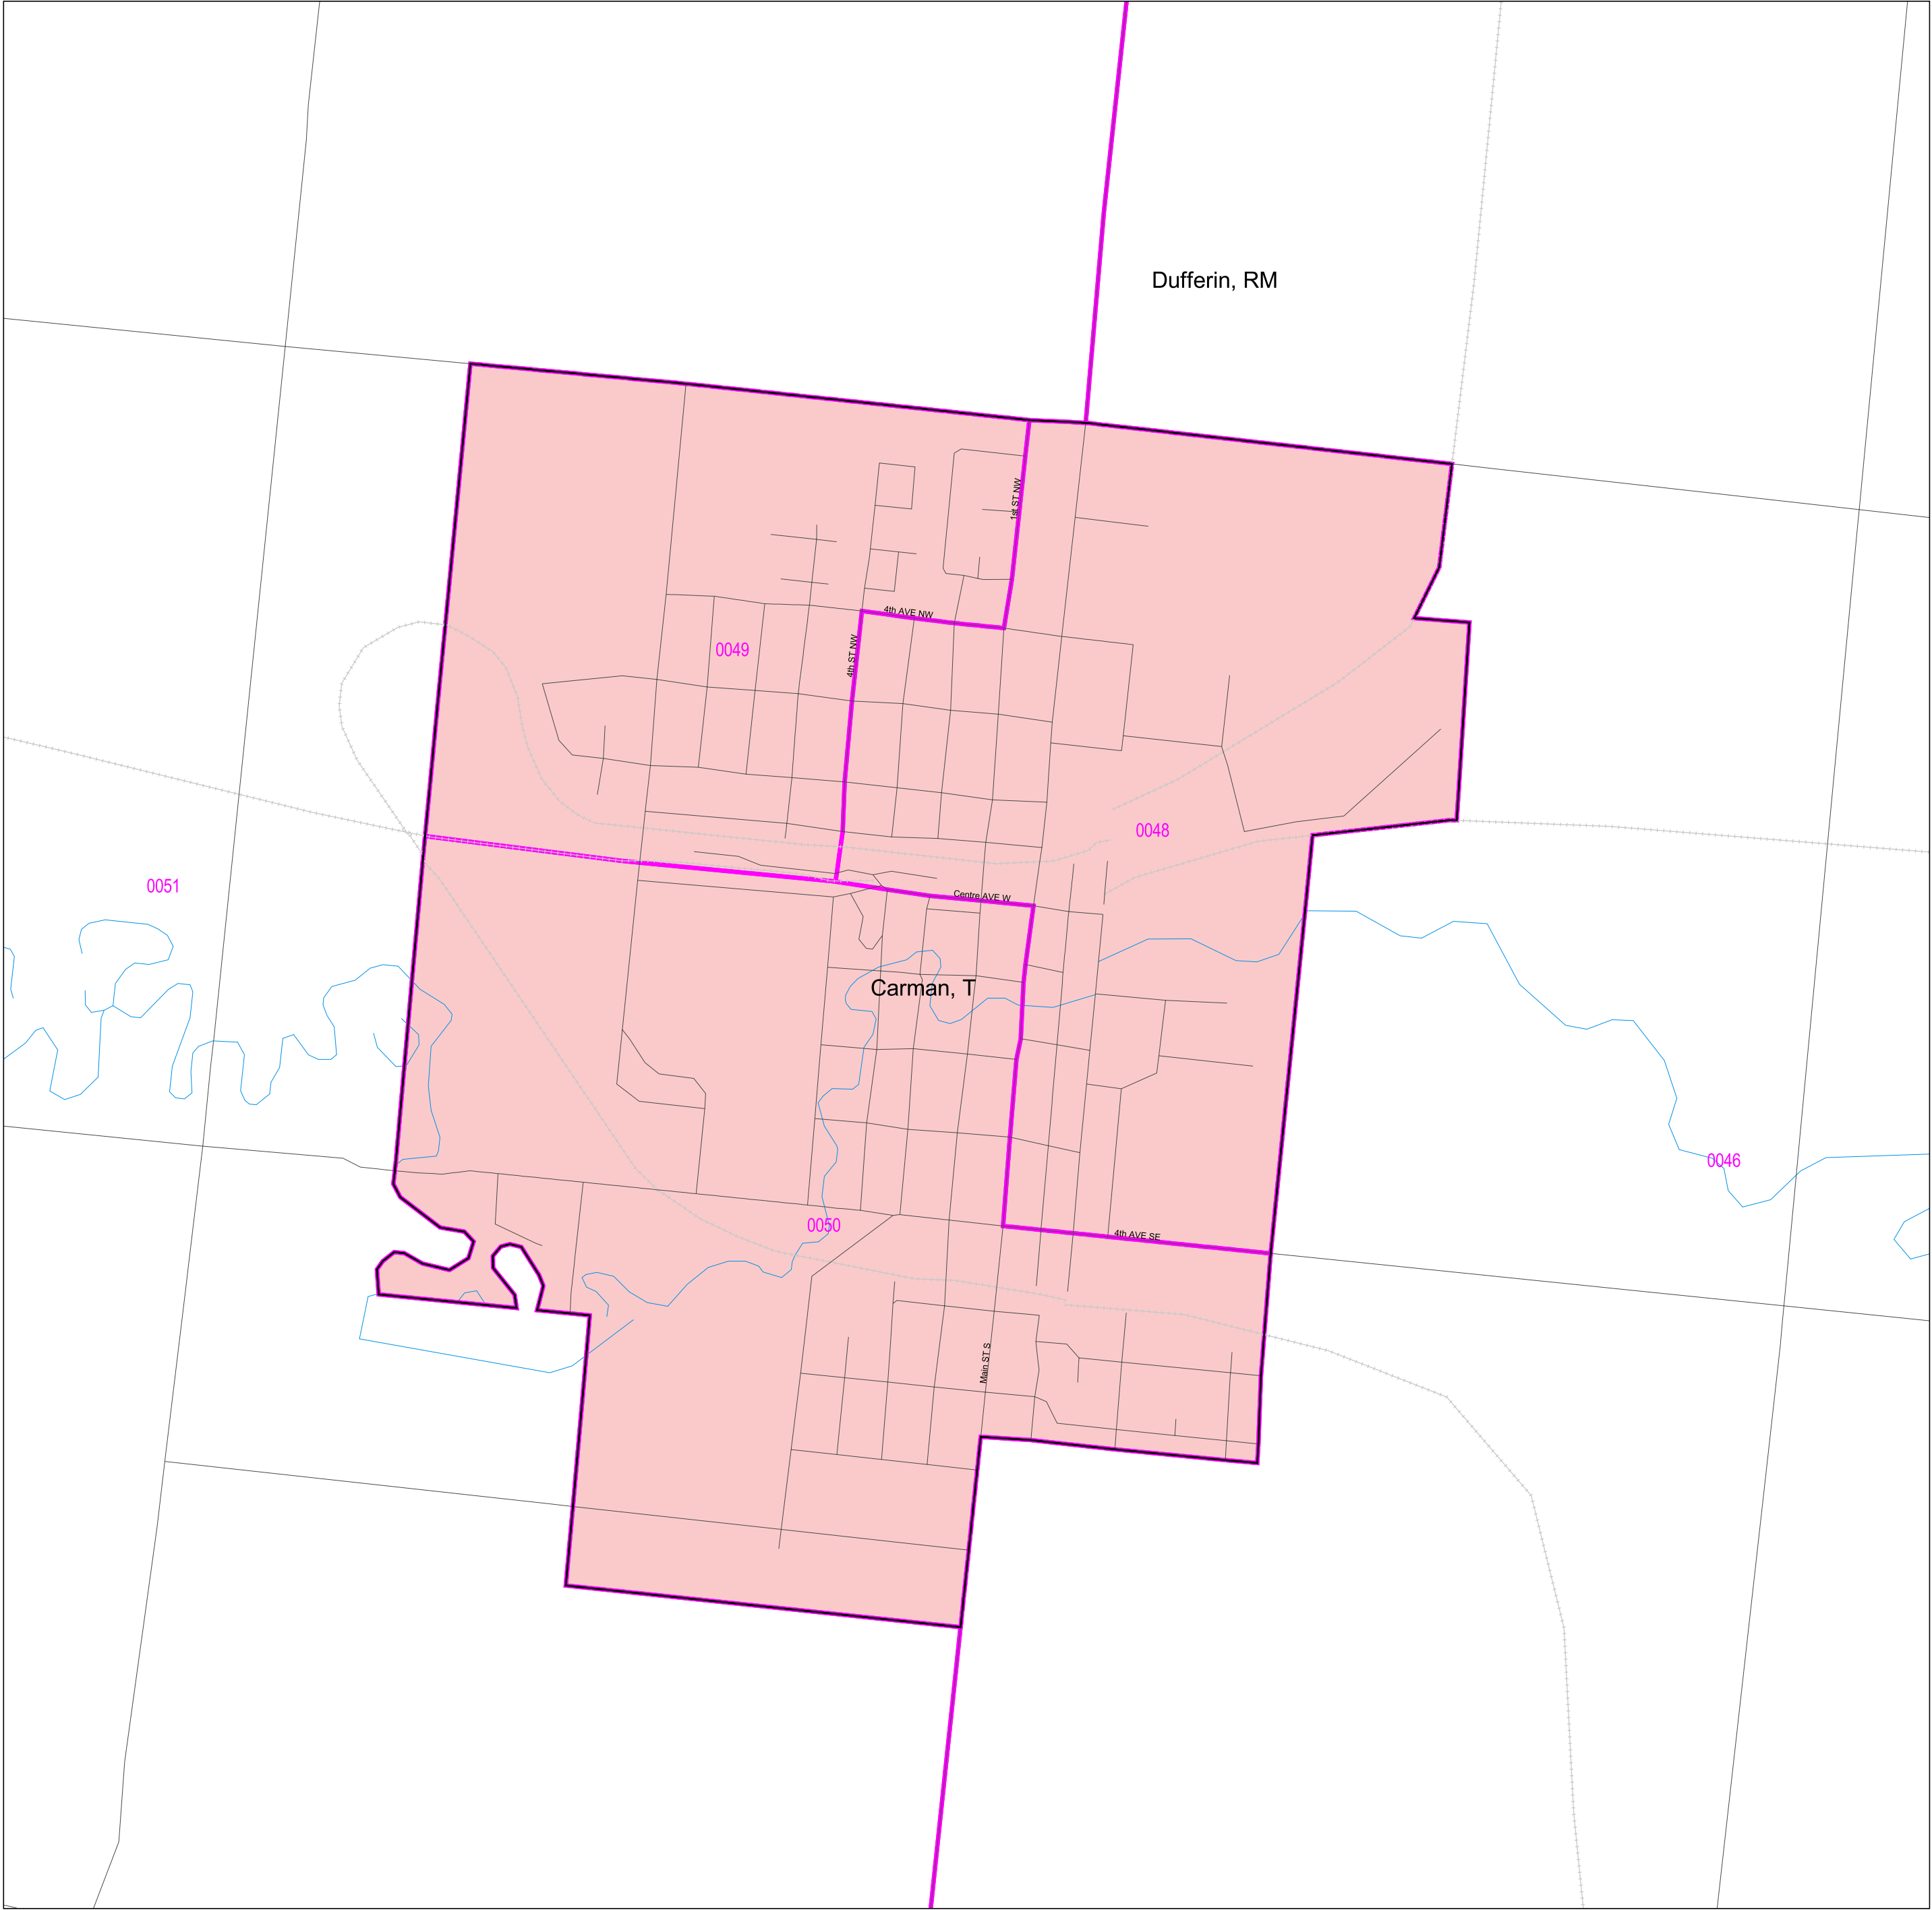 Dufferin, RM
1st ST NW
4th AVE NW
0049
4th ST NW
0048
0051
Centre AVE W
Carman, T
0046
0050
4th AVE SE
Main ST S